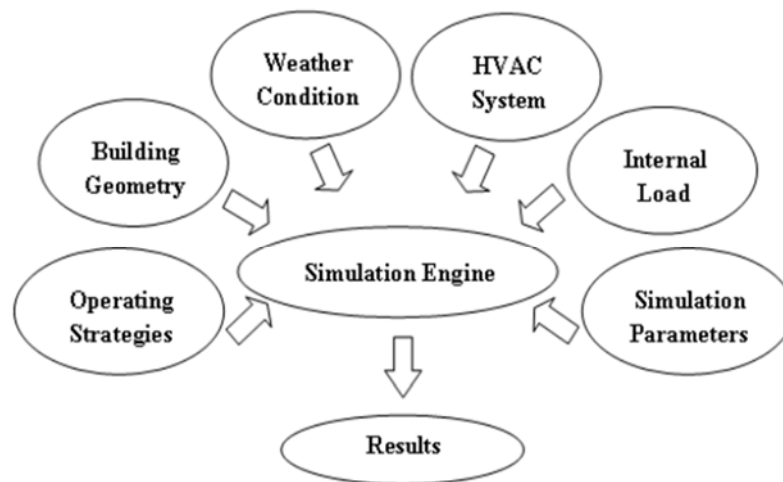 Weather
Condition
HVAC
System
Building
Geometry
Internal
Load
Simulation Engine
Operating
Strategies
Simulation
Parameters
Results